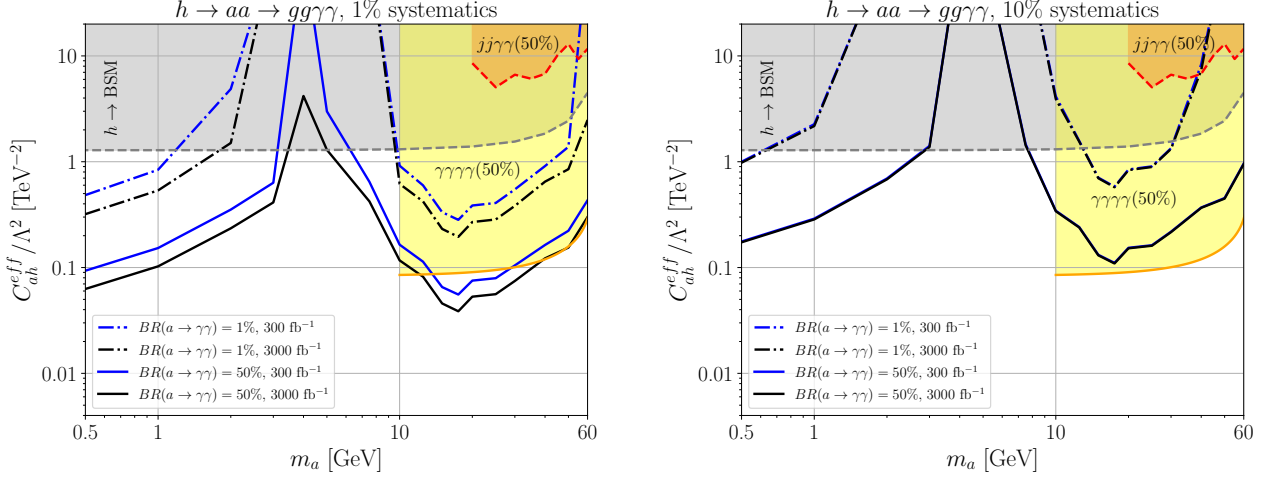 h → aa → ggγγ, 1% systematics
10
1
0.1
0.01
C_{ah}^{eff}/Λ² [TeV⁻²]
h → BSM
jjγγ(50%)
γγγγ(50%)
BR(a → γγ) = 1%, 300 fb⁻¹
BR(a → γγ) = 1%, 3000 fb⁻¹
BR(a → γγ) = 50%, 300 fb⁻¹
BR(a → γγ) = 50%, 3000 fb⁻¹
0.5 1 10 60
m_a [GeV]
h → aa → ggγγ, 10% systematics
10
1
0.1
0.01
C_{ah}^{eff}/Λ² [TeV⁻²]
h → BSM
jjγγ(50%)
γγγγ(50%)
BR(a → γγ) = 1%, 300 fb⁻¹
BR(a → γγ) = 1%, 3000 fb⁻¹
BR(a → γγ) = 50%, 300 fb⁻¹
BR(a → γγ) = 50%, 3000 fb⁻¹
0.5 1 10 60
m_a [GeV]